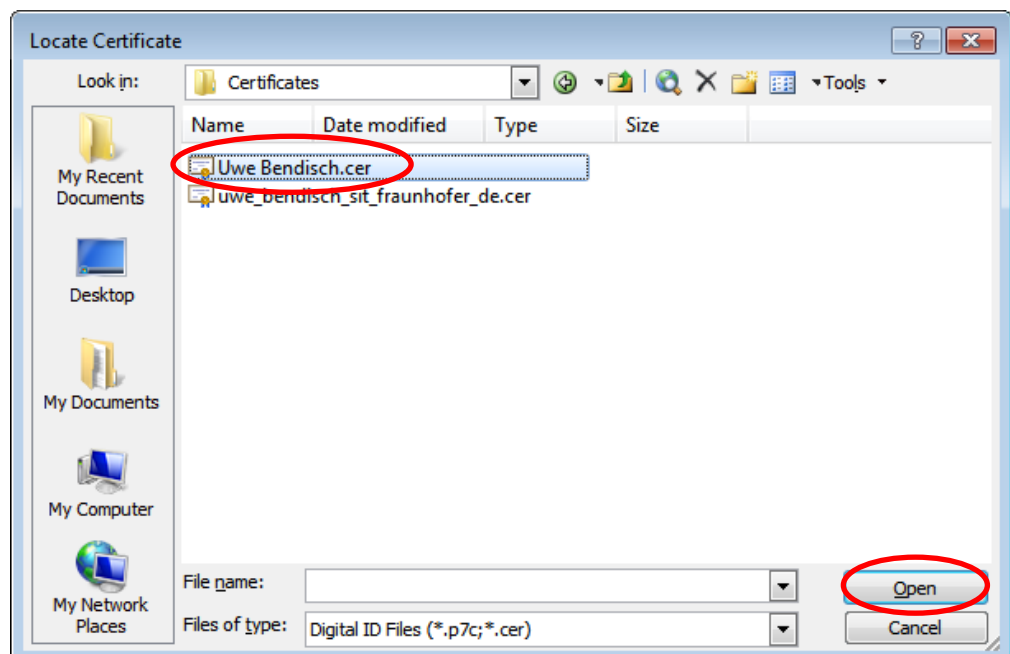 Locate Certificate
Look in:
Certificates
Tools
Name Date modified Type Size
Uwe Bendisch.cer
uwe_bendisch_sit_fraunhofer_de.cer
My Recent
Documents
Desktop
My Documents
My Computer
My Network
Places
File name:
Open
Files of type: Digital ID Files (*.p7c;*.cer)
Cancel